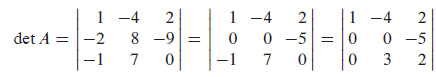 det A = | 1 −4 2 | = | 1 −4 2 | = | 1 −4 2 |
| −2 8 −9 | | 0 0 −5 | | 0 0 −5 |
| −1 7 0 | | −1 7 0 | | 0 3 2 |